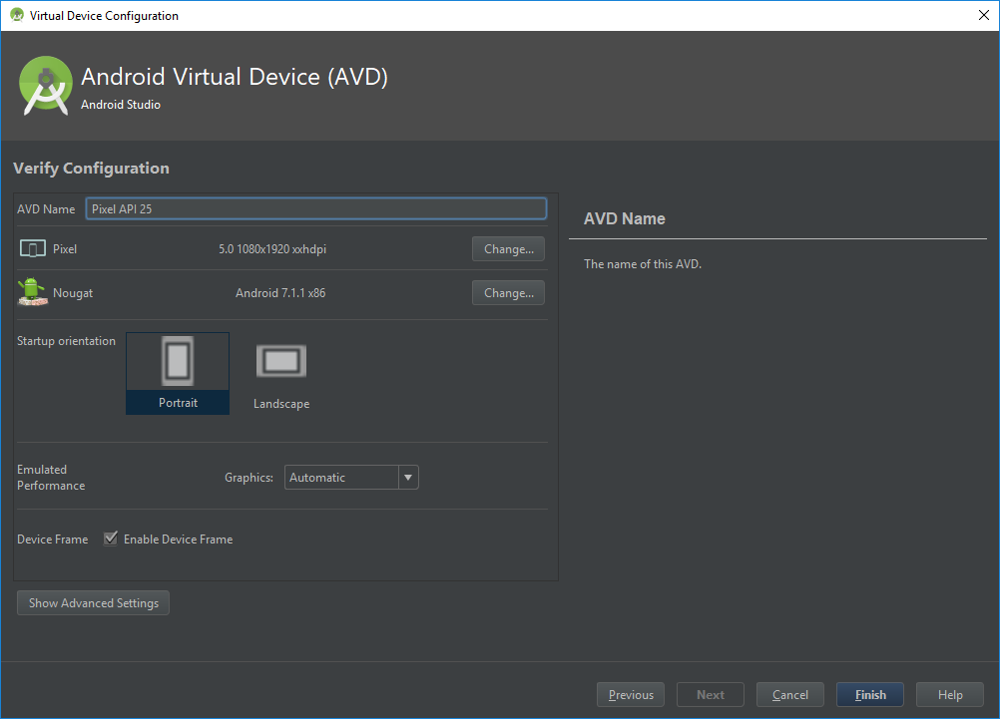 Virtual Device Configuration
Android Virtual Device (AVD)
Android Studio
Verify Configuration
AVD Name Pixel API 25
Pixel 5.0 1080x1920 xxhdpi Change...
Nougat Android 7.1.1 x86 Change...
Startup orientation
Portrait Landscape
Emulated
Performance
Graphics: Automatic
Device Frame Enable Device Frame
Show Advanced Settings
AVD Name
The name of this AVD.
Previous Next Cancel Finish Help